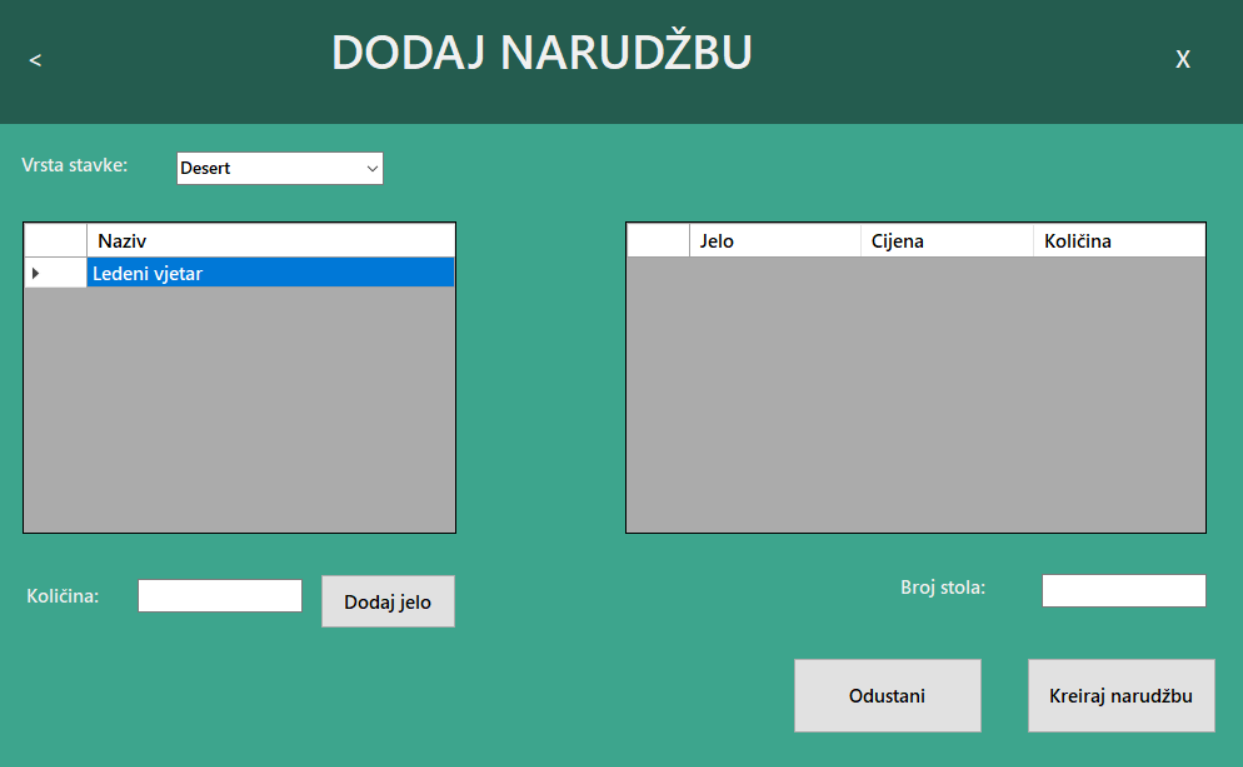 <
DODAJ NARUDŽBU
X
Vrsta stavke:
Desert
Naziv
Ledeni vjetar
Jelo
Cijena
Količina
Količina:
Dodaj jelo
Broj stola:
Odustani
Kreiraj narudžbu